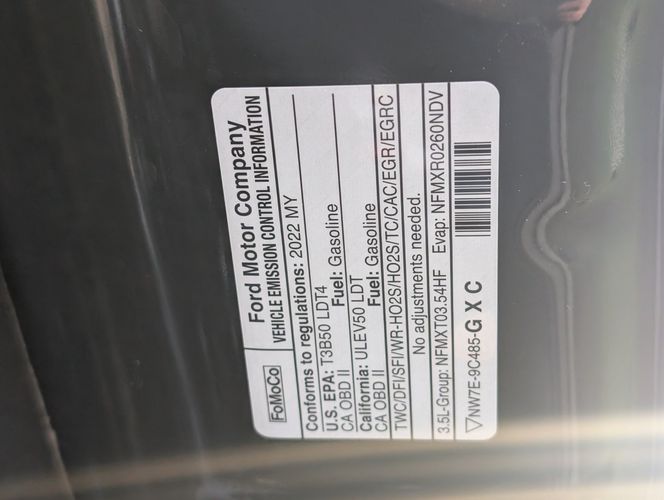 FoMoCo
Ford Motor Company
VEHICLE EMISSION CONTROL INFORMATION
Conforms to regulations: 2022 MY
U.S. EPA: T3B50 LDT4
CA OBD II Fuel: Gasoline
California: ULEV50 LDT
CA OBD II Fuel: Gasoline
TWC/DFI/SFI/WR-HO2S/HO2S/TC/CAC/EGR/EGRC
No adjustments needed.
3.5L-Group: NFMXT03.54HF Evap: NFMXR0260NDV
▽NW7E-9C485-G X C